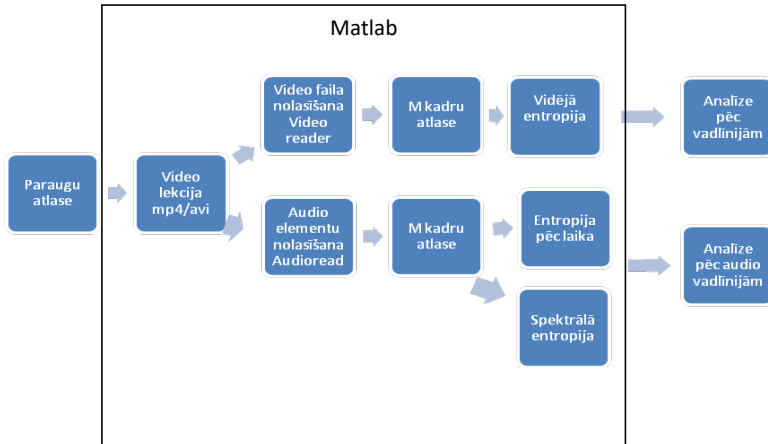 Matlab
Paraugu
atlase
Video
lekcija
mp4/avi
Video faila
nolasīšana
Video
reader
M kadru
atlase
Vidējā
entropija
Analīze
pēc
vadlīnijām
Audio
elementu
nolasīšana
Audioread
M kadru
atlase
Entropija
pēc laika
Spektrālā
entropija
Analīze
pēc audio
vadlīnijām